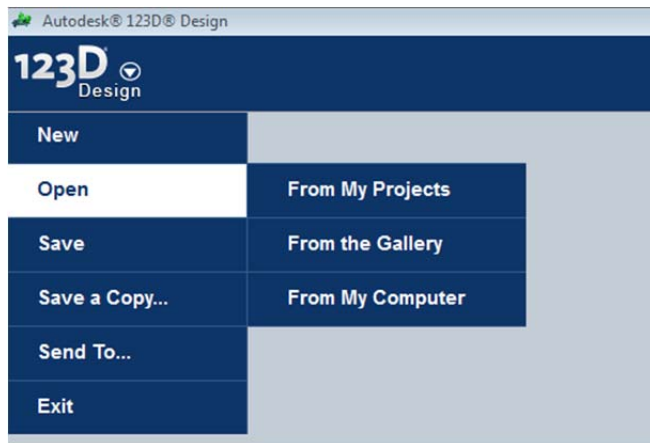 Autodesk® 123D® Design
123D
Design
New
Open
From My Projects
Save
From the Gallery
Save a Copy...
From My Computer
Send To...
Exit